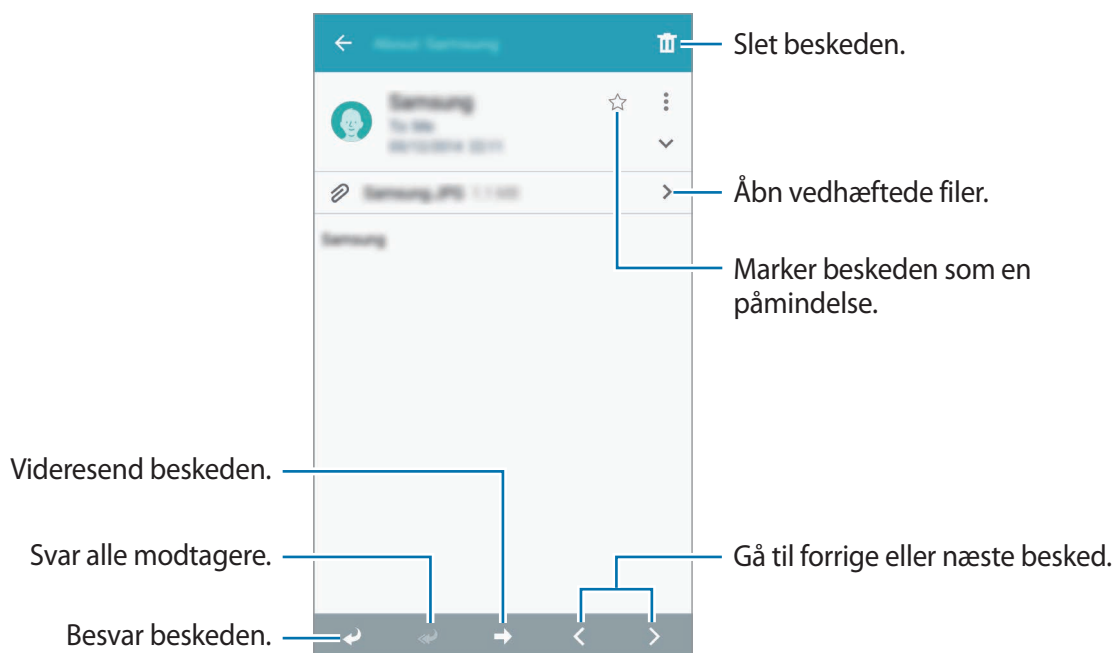 Slet beskeden.
Åbn vedhæftede filer.
Marker beskeden som en
påmindelse.
Videresend beskeden.
Svar alle modtagere.
Gå til forrige eller næste besked.
Besvar beskeden.